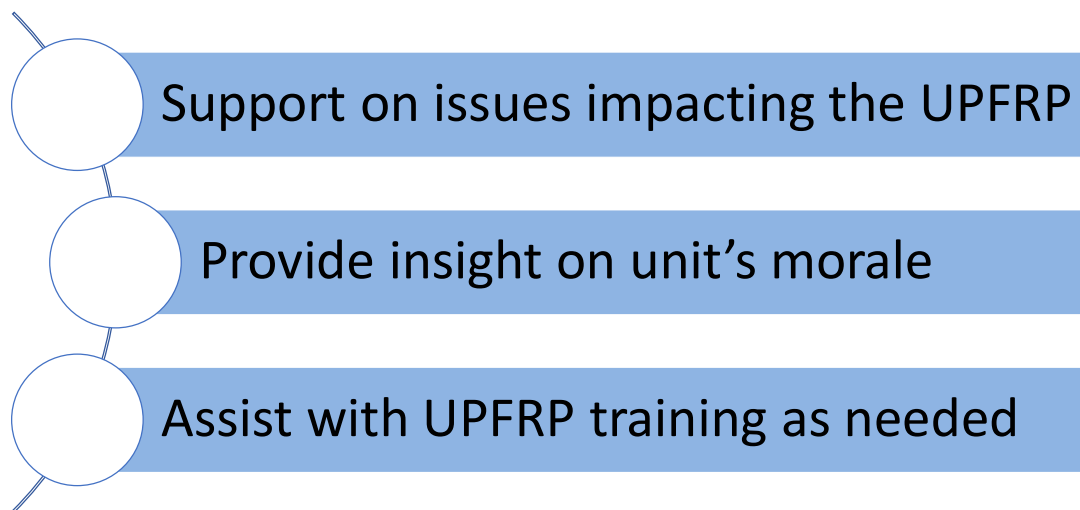 Support on issues impacting the UPFRP
Provide insight on unit’s morale
Assist with UPFRP training as needed